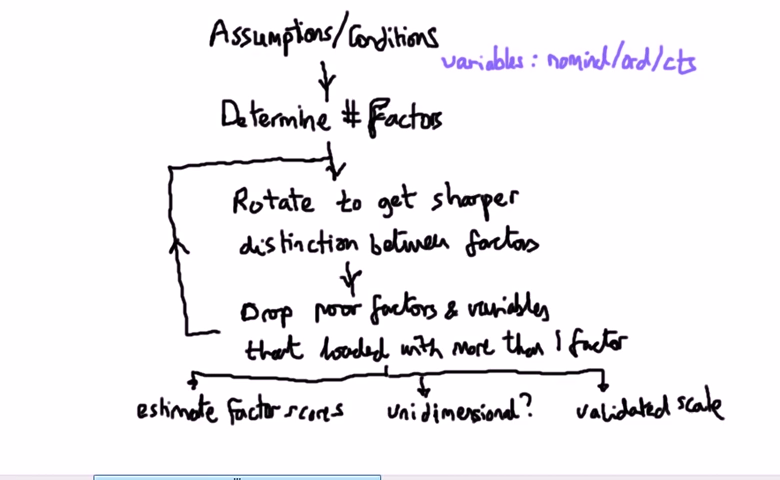 Assumptions/Conditions
variables: nominal/ord/cts
Determine # Factors
Rotate to get sharper
distinction between factors
Drop poor factors & variables
that loaded with more than 1 factor
estimate factor scores
unidimensional?
validated scale